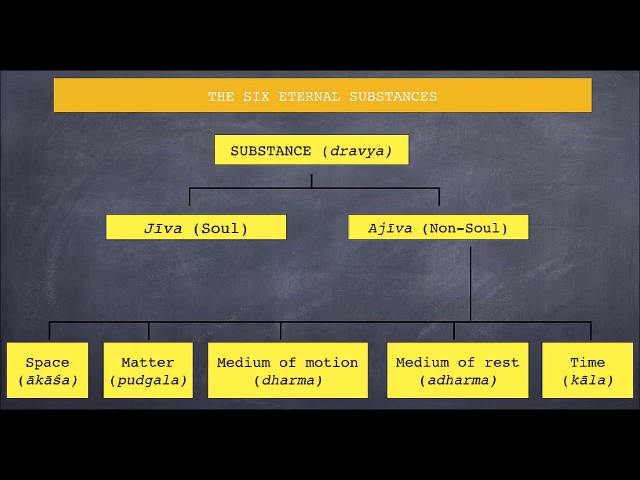 THE SIX ETERNAL SUBSTANCES
SUBSTANCE (dravya)
Jīva (Soul)
Ajīva (Non-Soul)
Space
(ākāśa)
Matter
(pudgala)
Medium of motion
(dharma)
Medium of rest
(adharma)
Time
(kāla)